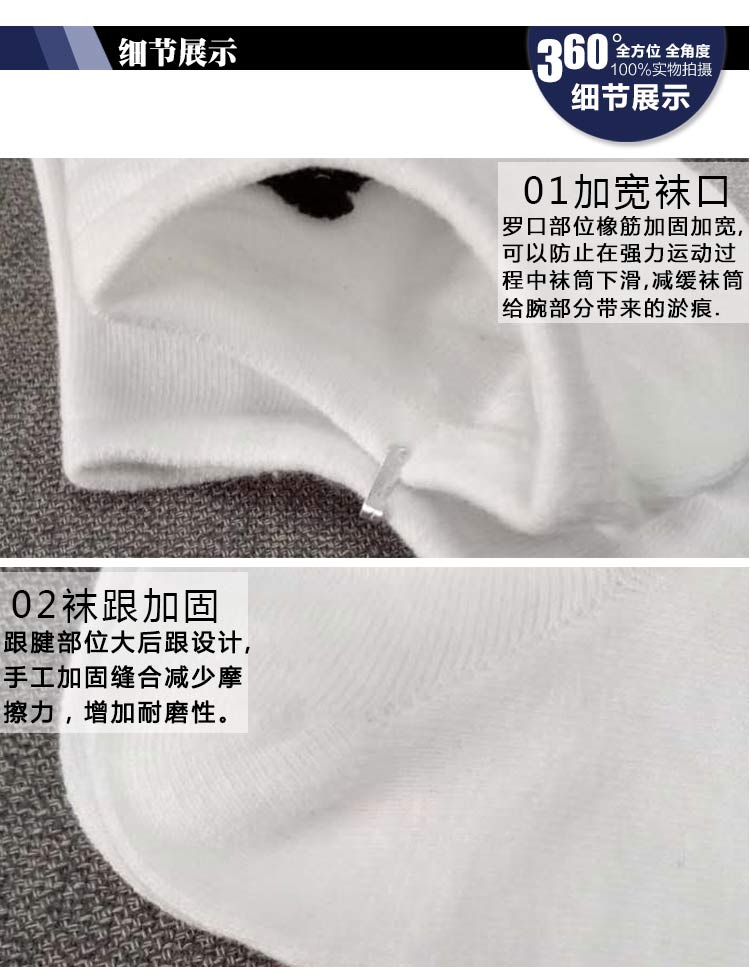 细节展示
360°全方位 全角度
100%实物拍摄
细节展示
01加宽袜口
罗口部位橡筋加固加宽,
可以防止在强力运动过
程中袜筒下滑,减缓袜筒
给腕部分带来的淤痕.
02袜跟加固
跟腱部位大后跟设计,
手工加固缝合减少摩
擦力，增加耐磨性。